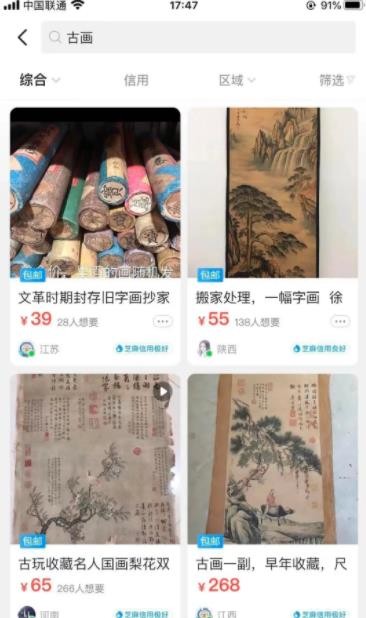 中国联通
17:47
91%
古画
综合
信用
区域
筛选
包邮
文革时期封存旧字画抄家
¥39 28人想要
江苏
芝麻信用极好
包邮
搬家处理，一幅字画 徐
¥55 138人想要
陕西
芝麻信用良好
包邮
古玩收藏名人国画梨花双
¥65 266人想要
河南
芝麻信用极好
包邮
古画一副，早年收藏，尺
¥268
江西
芝麻信用极好